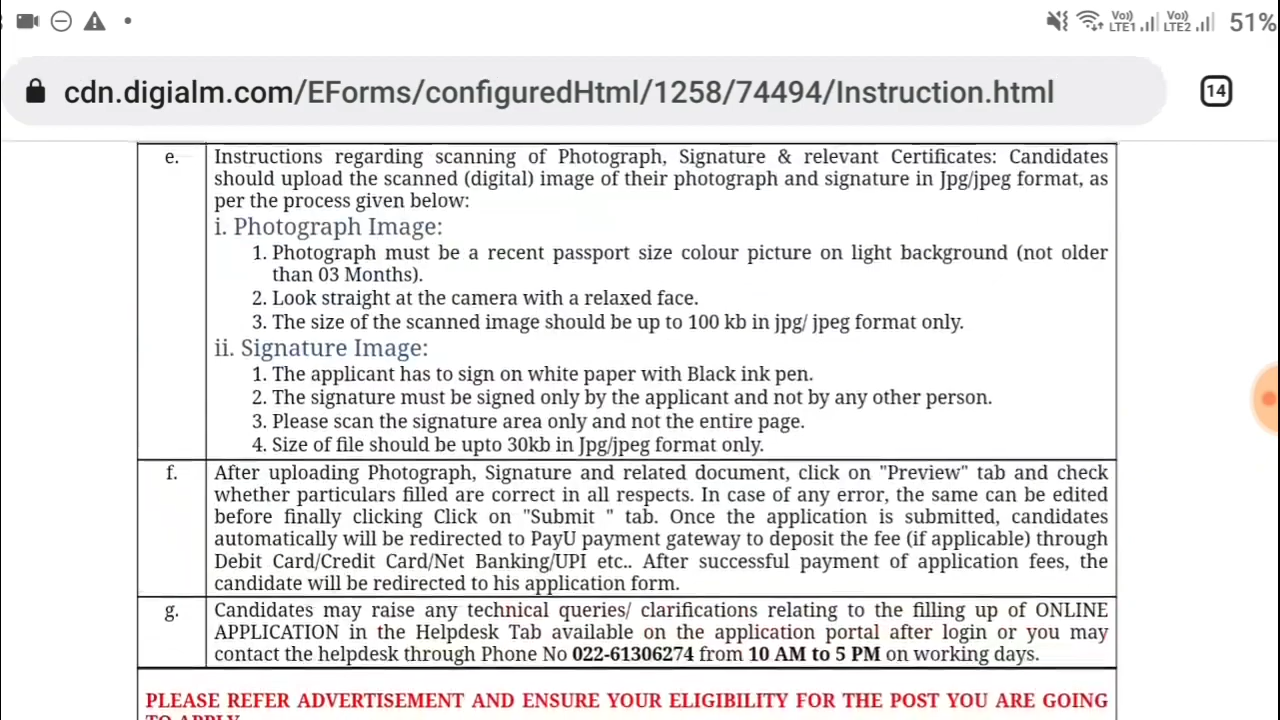 Vo)) LTE1 Vo)) LTE2 51%
cdn.digialm.com/EForms/configuredHtml/1258/74494/Instruction.html 14
e. Instructions regarding scanning of Photograph, Signature & relevant Certificates: Candidates
should upload the scanned (digital) image of their photograph and signature in Jpg/jpeg format, as
per the process given below:
i. Photograph Image:
1. Photograph must be a recent passport size colour picture on light background (not older
than 03 Months).
2. Look straight at the camera with a relaxed face.
3. The size of the scanned image should be up to 100 kb in jpg/ jpeg format only.
ii. Signature Image:
1. The applicant has to sign on white paper with Black ink pen.
2. The signature must be signed only by the applicant and not by any other person.
3. Please scan the signature area only and not the entire page.
4. Size of file should be upto 30kb in Jpg/jpeg format only.
f. After uploading Photograph, Signature and related document, click on "Preview" tab and check
whether particulars filled are correct in all respects. In case of any error, the same can be edited
before finally clicking Click on "Submit " tab. Once the application is submitted, candidates
automatically will be redirected to PayU payment gateway to deposit the fee (if applicable) through
Debit Card/Credit Card/Net Banking/UPI etc.. After successful payment of application fees, the
candidate will be redirected to his application form.
g. Candidates may raise any technical queries/ clarifications relating to the filling up of ONLINE
APPLICATION in the Helpdesk Tab available on the application portal after login or you may
contact the helpdesk through Phone No 022-61306274 from 10 AM to 5 PM on working days.
PLEASE REFER ADVERTISEMENT AND ENSURE YOUR ELIGIBILITY FOR THE POST YOU ARE GOING
TO APPLY